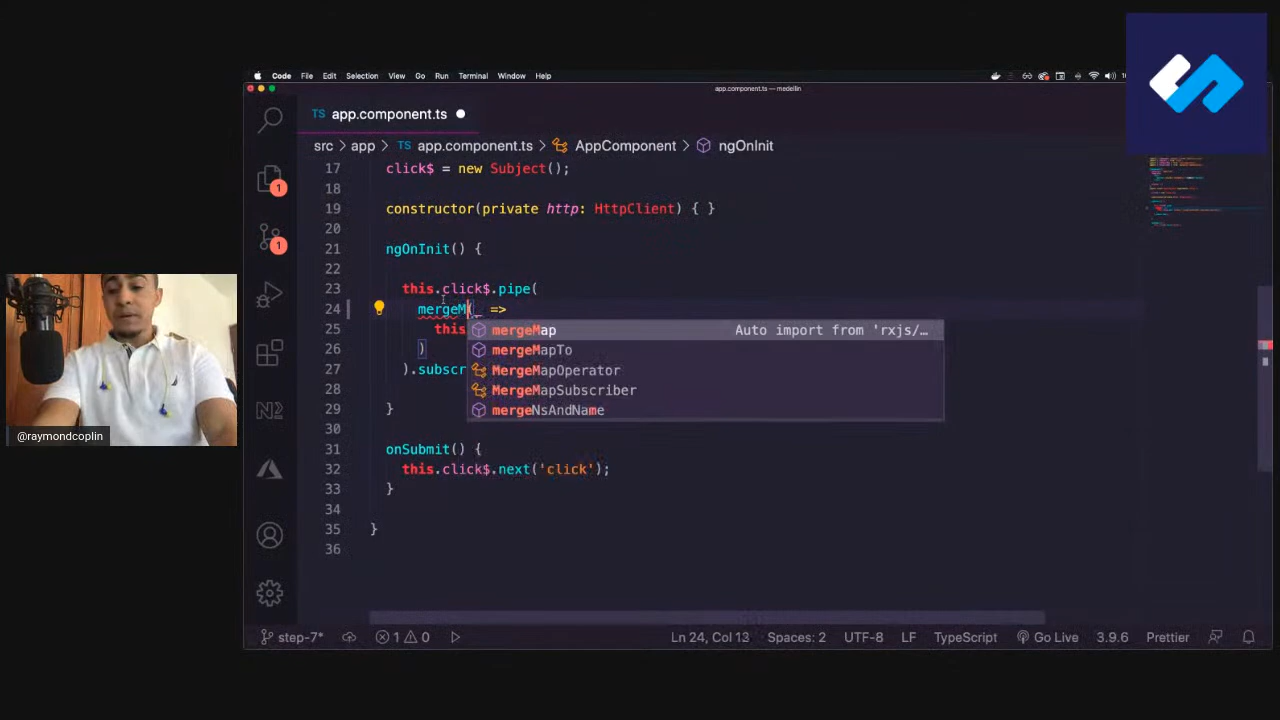 Code File Edit Selection View Go Run Terminal Window Help
app.component.ts — medellin
TS app.component.ts
src > app > TS app.component.ts > AppComponent > ngOnInit
17 click$ = new Subject();
18
19 constructor(private http: HttpClient) { }
20
21 ngOnInit() {
22
23 this.click$.pipe(
24 mergeM(_ =>
mergeMap Auto import from 'rxjs/…
25 this
mergeMapTo
26 )
MergeMapOperator
27 ).subscr
MergeMapSubscriber
28
mergeNsAndName
29 }
30
31 onSubmit() {
32 this.click$.next('click');
33 }
34
35 }
36
1
1
@raymondcoplin
step-7* 1 0 Ln 24, Col 13 Spaces: 2 UTF-8 LF TypeScript Go Live 3.9.6 Prettier